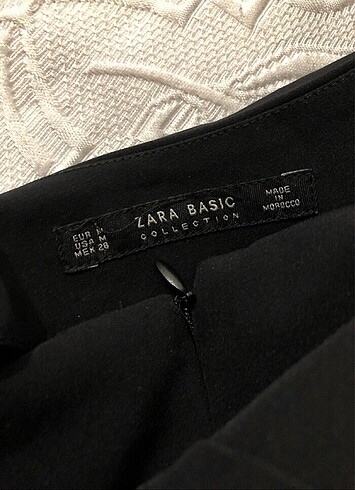 EUR M
USA M
MEX 28
ZARA BASIC
COLLECTION
MADE
IN
MOROCCO